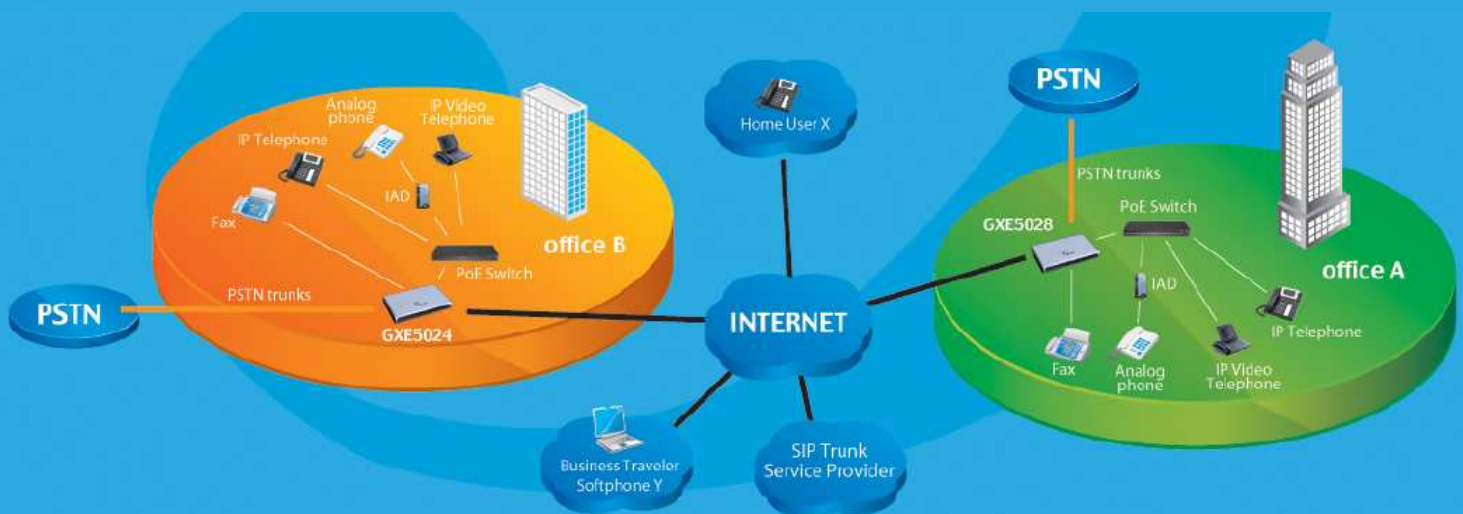 Analog
phone
IP Video
Telephone
IP Telephone
IAD
Fax
office B
PoE Switch
PSTN trunks
GXE5024
PSTN
Home User X
INTERNET
Business Traveler
Softphone Y
SIP Trunk
Service Provider
PSTN
PSTN trunks
PoE Switch
GXE5028
office A
IAD
IP Telephone
Fax
Analog
phone
IP Video
Telephone